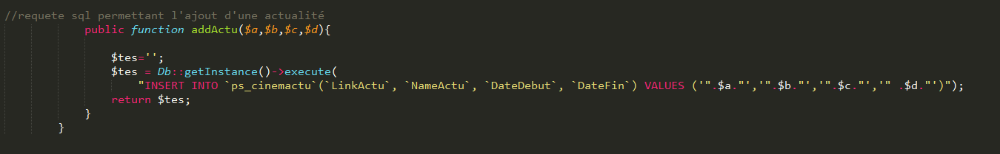 //requete sql permettant l'ajout d'une actualité
public function addActu($a,$b,$c,$d){
$tes='';
$tes = Db::getInstance()->execute(
"INSERT INTO `ps_cinemactu`(`LinkActu`, `NameActu`, `DateDebut`, `DateFin`) VALUES ('".$a."','".$b."','".$c."','" .$d."')");
return $tes;
}
}